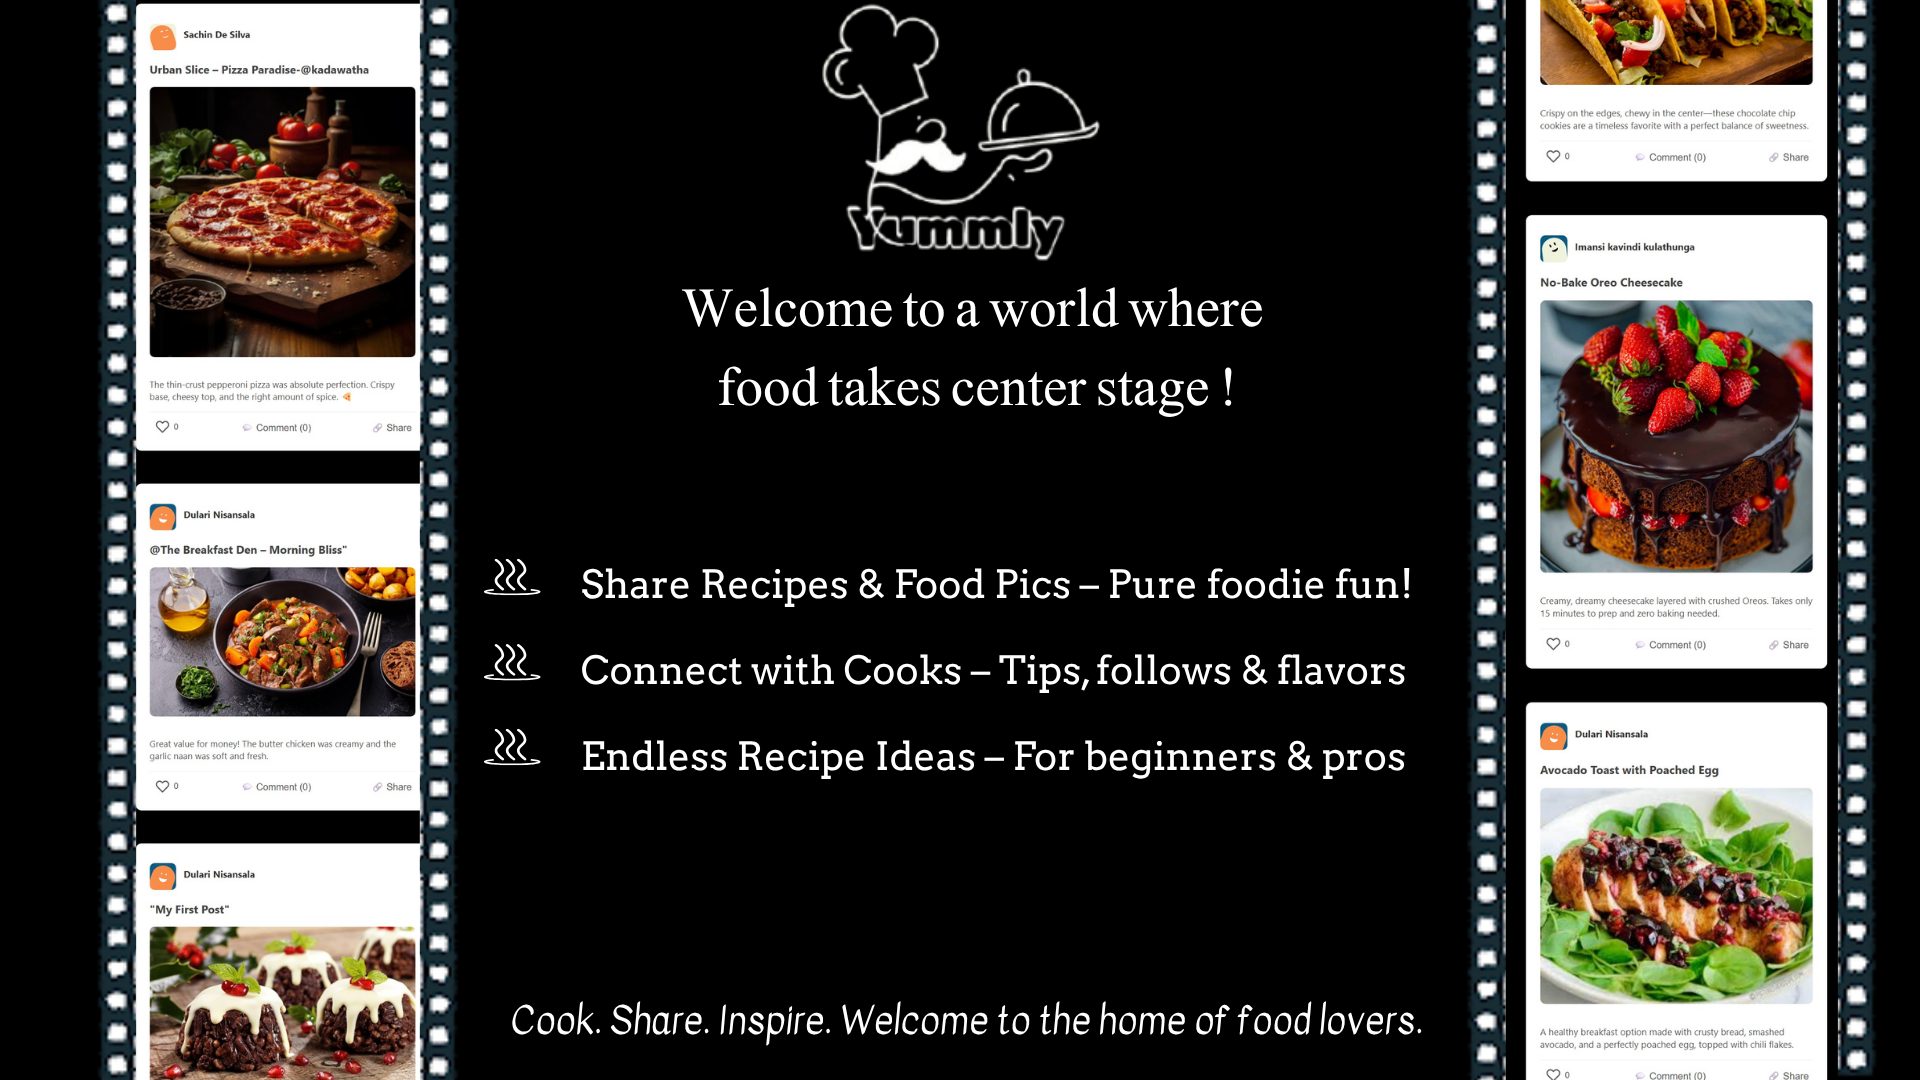 Sachin De Silva
Urban Slice – Pizza Paradise-@kadawatha
The thin-crust pepperoni pizza was absolute perfection. Crispy
base, cheesy top, and the right amount of spice. 🍕
0 Comment (0) Share
Dulari Nisansala
@The Breakfast Den – Morning Bliss"
Great value for money! The butter chicken was creamy and the
garlic naan was soft and fresh.
0 Comment (0) Share
Dulari Nisansala
"My First Post"
Yummly
Welcome to a world where
food takes center stage !
Share Recipes & Food Pics – Pure foodie fun!
Connect with Cooks – Tips, follows & flavors
Endless Recipe Ideas – For beginners & pros
Cook. Share. Inspire. Welcome to the home of food lovers.
Crispy on the edges, chewy in the center—these chocolate chip
cookies are a timeless favorite with a perfect balance of sweetness.
0 Comment (0) Share
Imansi kavindi kulathunga
No-Bake Oreo Cheesecake
Creamy, dreamy cheesecake layered with crushed Oreos. Takes only
15 minutes to prep and zero baking needed.
0 Comment (0) Share
Dulari Nisansala
Avocado Toast with Poached Egg
A healthy breakfast option made with crusty bread, smashed
avocado, and a perfectly poached egg, topped with chili flakes.
0 Comment (0) Share